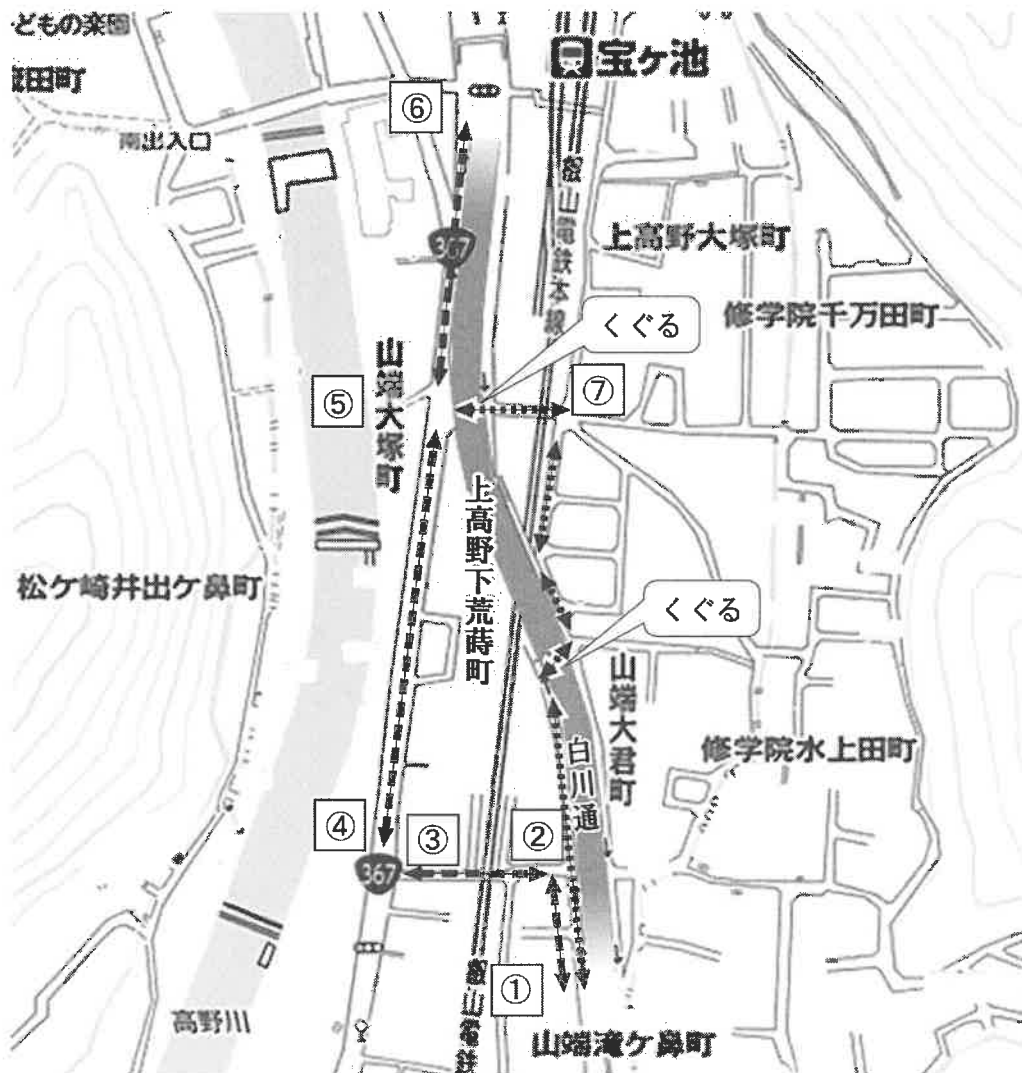 どもの楽園
宝ヶ池
蔵田町
⑥
南出入口
叡山電鉄本線
367
上高野大塚町
くぐる
修学院千万田町
山端大塚町
⑤
⑦
上高野下荒蒔町
松ケ崎井出ケ鼻町
くぐる
山端大君町
修学院水上田町
白川通
④
③
②
367
①
叡山電鉄
高野川
山端滝ケ鼻町